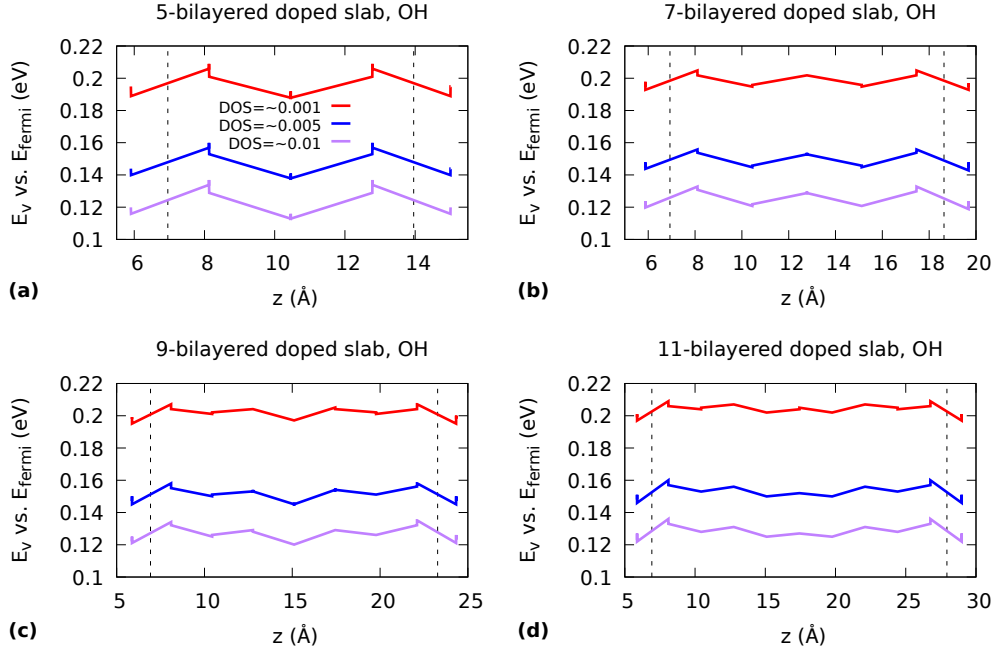 5-bilayered doped slab, OH
E_v vs. E_fermi (eV)
0.22
0.2
0.18
0.16
0.14
0.12
0.1
DOS=~0.001
DOS=~0.005
DOS=~0.01
6 8 10 12 14
z (Å)
(a)
7-bilayered doped slab, OH
E_v vs. E_fermi (eV)
0.22
0.2
0.18
0.16
0.14
0.12
0.1
6 8 10 12 14 16 18 20
z (Å)
(b)
9-bilayered doped slab, OH
E_v vs. E_fermi (eV)
0.22
0.2
0.18
0.16
0.14
0.12
0.1
5 10 15 20 25
z (Å)
(c)
11-bilayered doped slab, OH
E_v vs. E_fermi (eV)
0.22
0.2
0.18
0.16
0.14
0.12
0.1
5 10 15 20 25 30
z (Å)
(d)